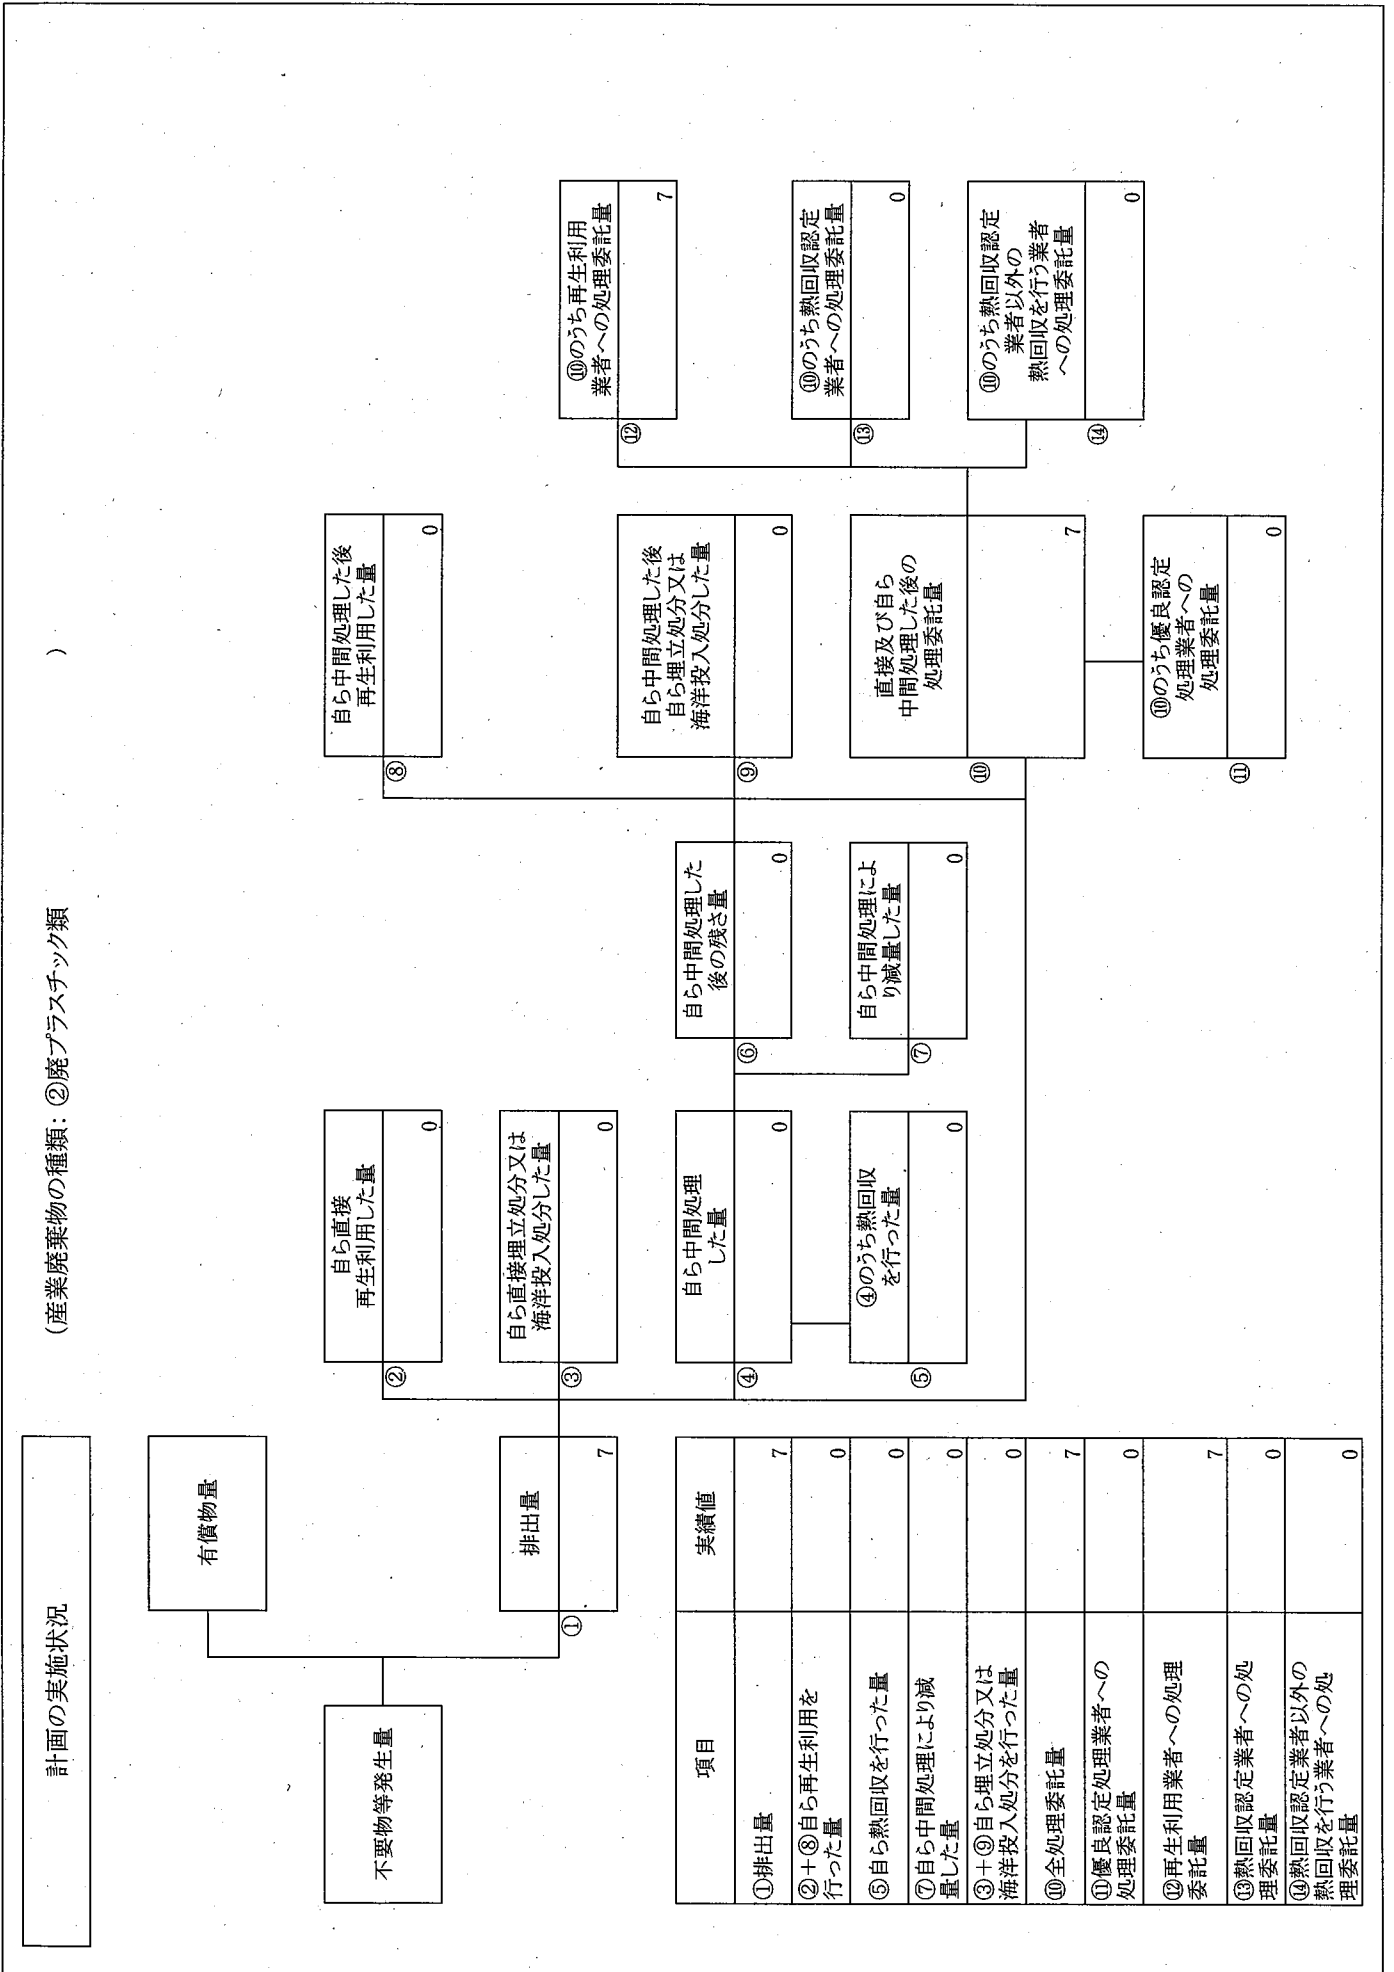 計画の実施状況
(産業廃棄物の種類: ②廃プラスチック類 )
不要物等発生量
有償物量
①
排出量
7
②
自ら直接
再生利用した量
0
③
自ら直接埋立処分又は
海洋投入処分した量
0
④
自ら中間処理
した量
0
⑤
④のうち熱回収
を行った量
0
⑥
自ら中間処理した
後の残さ量
0
⑦
自ら中間処理によ
り減量した量
0
⑧
自ら中間処理した後
再生利用した量
0
⑨
自ら中間処理した後
自ら埋立処分又は
海洋投入処分した量
0
⑩
直接及び自ら
中間処理した後の
処理委託量
7
⑪
⑩のうち優良認定
処理業者への
処理委託量
0
⑫
⑩のうち再生利用
業者への処理委託量
7
⑬
⑩のうち熱回収認定
業者への処理委託量
0
⑭
⑩のうち熱回収認定
業者以外の
熱回収を行う業者
への処理委託量
0
項目 実績値
①排出量 7
②+⑧自ら再生利用を
行った量 0
⑤自ら熱回収を行った量 0
⑦自ら中間処理により減
量した量 0
③+⑨自ら埋立処分又は
海洋投入処分を行った量 0
⑩全処理委託量 7
⑪優良認定処理業者への
処理委託量 0
⑫再生利用業者への処理
委託量 7
⑬熱回収認定業者への処
理委託量 0
⑭熱回収認定業者以外の
熱回収を行う業者への処
理委託量 0